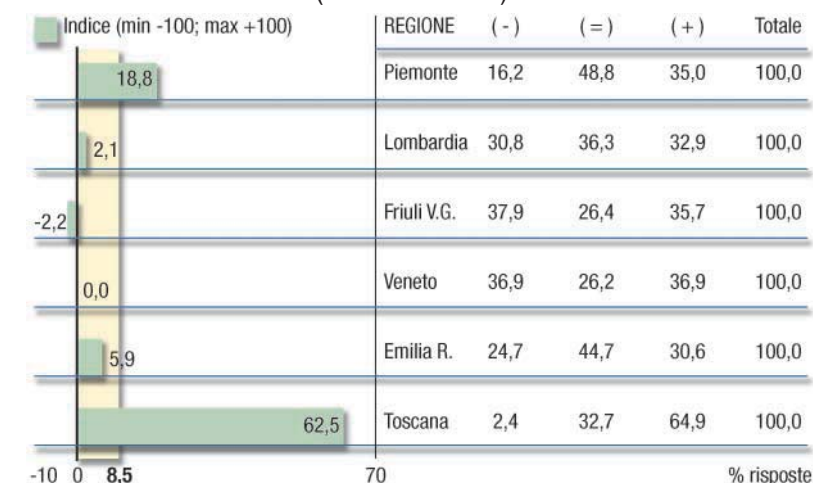 Indice (min -100; max +100) REGIONE (-) (=) (+) Totale
18,8 Piemonte 16,2 48,8 35,0 100,0
2,1 Lombardia 30,8 36,3 32,9 100,0
-2,2 Friuli V.G. 37,9 26,4 35,7 100,0
0,0 Veneto 36,9 26,2 36,9 100,0
5,9 Emilia R. 24,7 44,7 30,6 100,0
62,5 Toscana 2,4 32,7 64,9 100,0
-10 0 8,5 70 % risposte